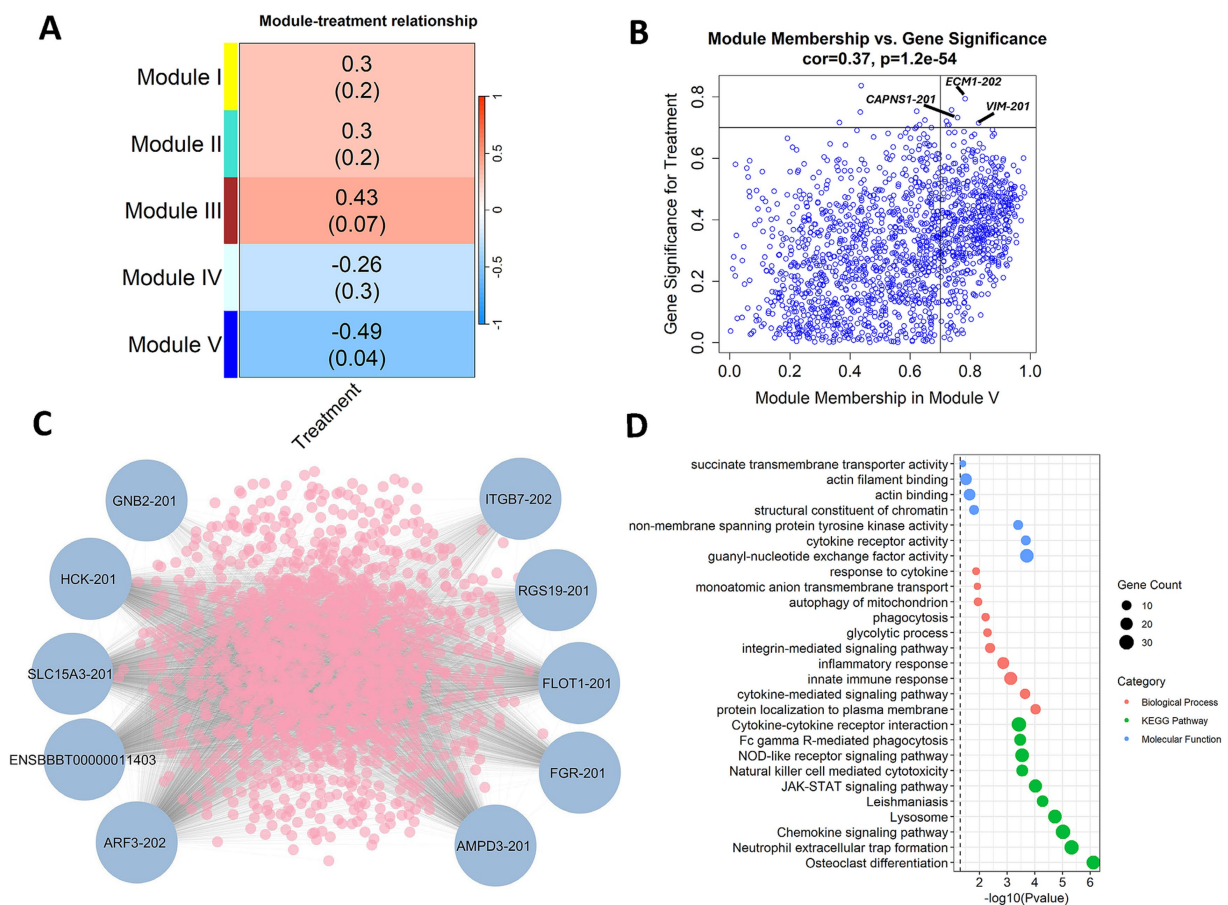 A
Module-treatment relationship
Module I
0.3
(0.2)
Module II
0.3
(0.2)
Module III
0.43
(0.07)
Module IV
-0.26
(0.3)
Module V
-0.49
(0.04)
Treatment
1
0.5
0
-0.5
-1
B
Module Membership vs. Gene Significance
cor=0.37, p=1.2e-54
ECM1-202
CAPNS1-201
VIM-201
Gene Significance for Treatment
0.8
0.6
0.4
0.2
0.0
0.0 0.2 0.4 0.6 0.8 1.0
Module Membership in Module V
C
GNB2-201
HCK-201
SLC15A3-201
ENSBBBT00000011403
ARF3-202
ITGB7-202
RGS19-201
FLOT1-201
FGR-201
AMPD3-201
D
succinate transmembrane transporter activity
actin filament binding
actin binding
structural constituent of chromatin
non-membrane spanning protein tyrosine kinase activity
cytokine receptor activity
guanyl-nucleotide exchange factor activity
response to cytokine
monoatomic anion transmembrane transport
autophagy of mitochondrion
phagocytosis
glycolytic process
integrin-mediated signaling pathway
inflammatory response
innate immune response
cytokine-mediated signaling pathway
protein localization to plasma membrane
Cytokine-cytokine receptor interaction
Fc gamma R-mediated phagocytosis
NOD-like receptor signaling pathway
Natural killer cell mediated cytotoxicity
JAK-STAT signaling pathway
Leishmaniasis
Lysosome
Chemokine signaling pathway
Neutrophil extracellular trap formation
Osteoclast differentiation
2 3 4 5 6
-log10(Pvalue)
Gene Count
10
20
30
Category
Biological Process
KEGG Pathway
Molecular Function